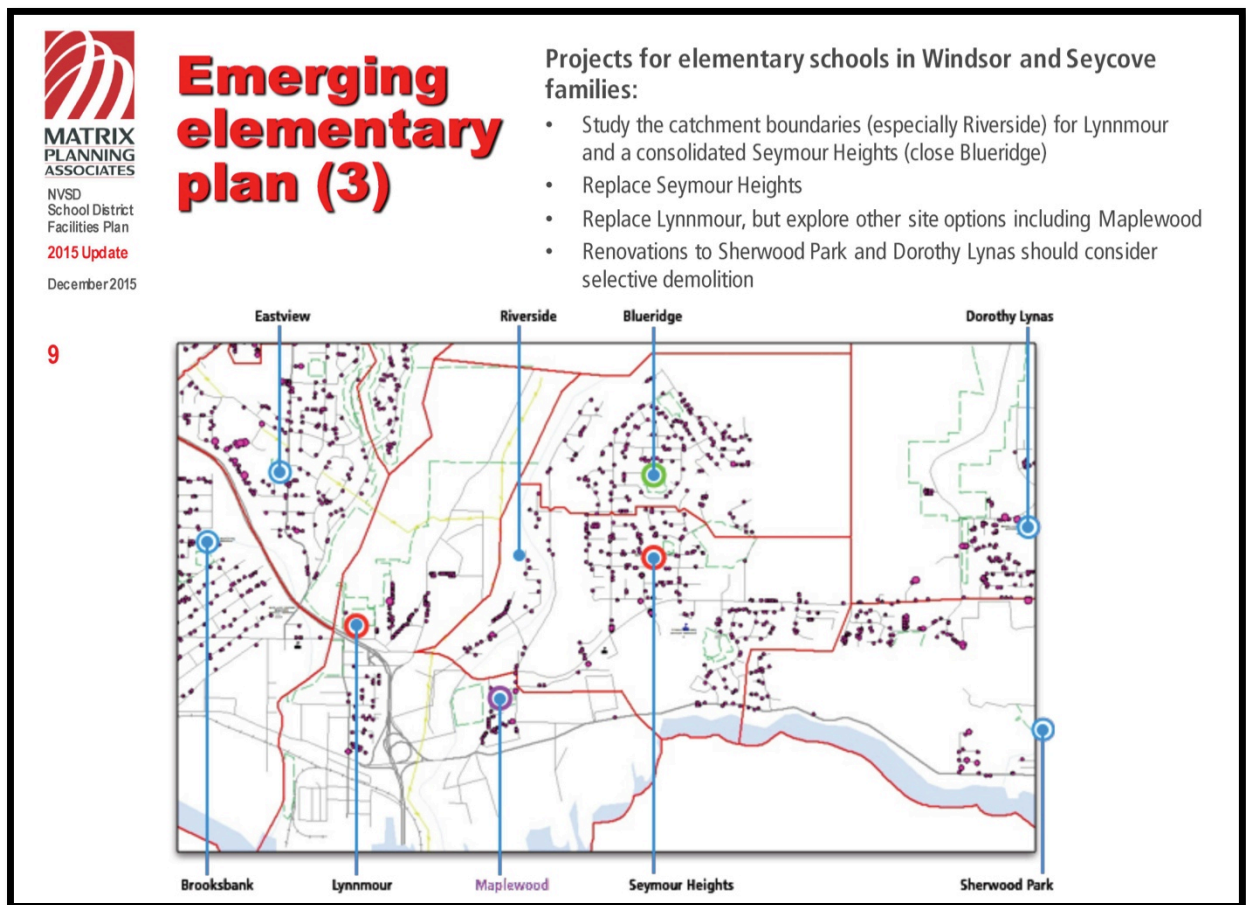 MATRIX
PLANNING
ASSOCIATES
NVSD
School District
Facilities Plan
2015 Update
December 2015
9
Emerging
elementary
plan (3)
Projects for elementary schools in Windsor and Seycove
families:
• Study the catchment boundaries (especially Riverside) for Lynnmour
and a consolidated Seymour Heights (close Blueridge)
• Replace Seymour Heights
• Replace Lynnmour, but explore other site options including Maplewood
• Renovations to Sherwood Park and Dorothy Lynas should consider
selective demolition
Eastview Riverside Blueridge Dorothy Lynas
Brooksbank Lynnmour Maplewood Seymour Heights Sherwood Park